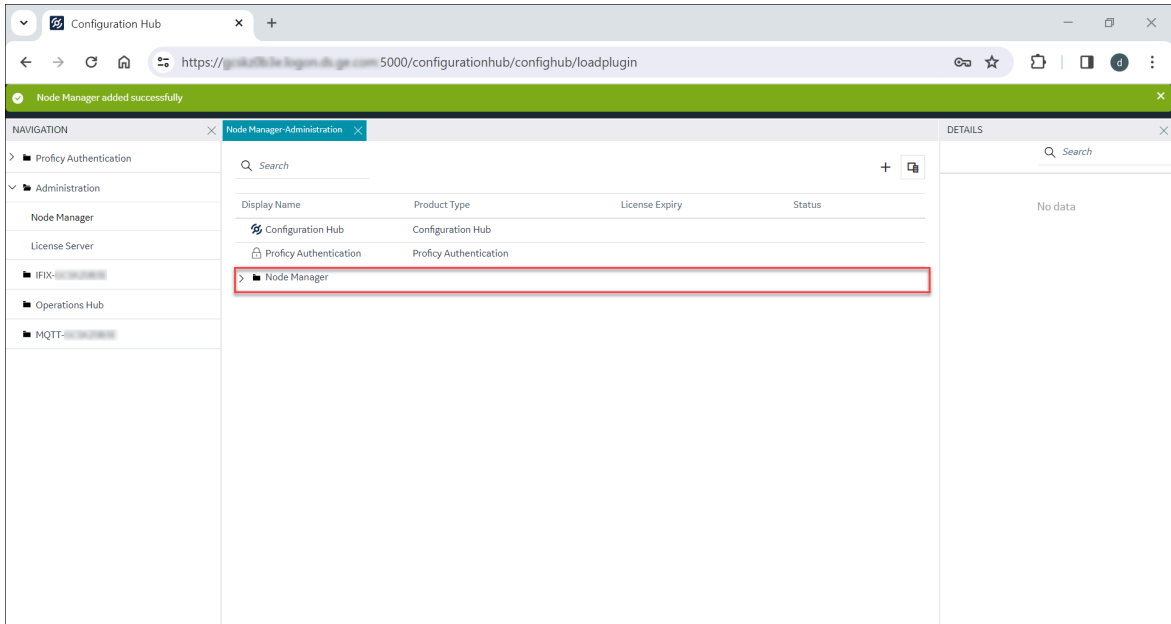 Configuration Hub
https:// 5000/configurationhub/confighub/loadplugin
d
Node Manager added successfully
NAVIGATION
Node Manager-Administration
DETAILS
Proficy Authentication
Search
Search
Administration
Display Name Product Type License Expiry Status
No data
Node Manager
Configuration Hub Configuration Hub
License Server
Proficy Authentication Proficy Authentication
IFIX-
Node Manager
Operations Hub
MQTT-